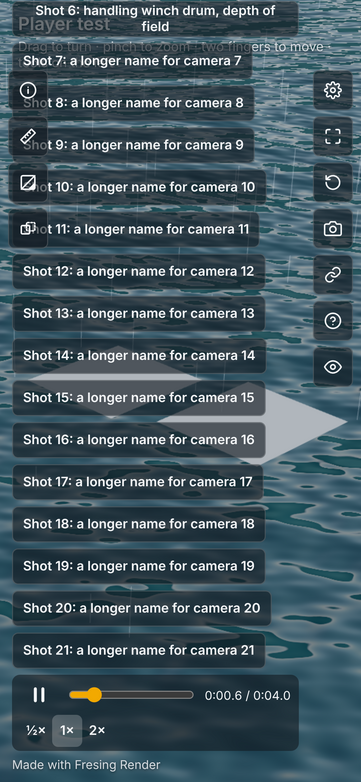 Shot 6: handling winch drum, depth of
field
Player test
Drag to turn · pinch to zoom · two fingers to move ·
Shot 7: a longer name for camera 7
Shot 8: a longer name for camera 8
Shot 9: a longer name for camera 9
Shot 10: a longer name for camera 10
Shot 11: a longer name for camera 11
Shot 12: a longer name for camera 12
Shot 13: a longer name for camera 13
Shot 14: a longer name for camera 14
Shot 15: a longer name for camera 15
Shot 16: a longer name for camera 16
Shot 17: a longer name for camera 17
Shot 18: a longer name for camera 18
Shot 19: a longer name for camera 19
Shot 20: a longer name for camera 20
Shot 21: a longer name for camera 21
0:00.6 / 0:04.0
½× 1× 2×
Made with Fresing Render